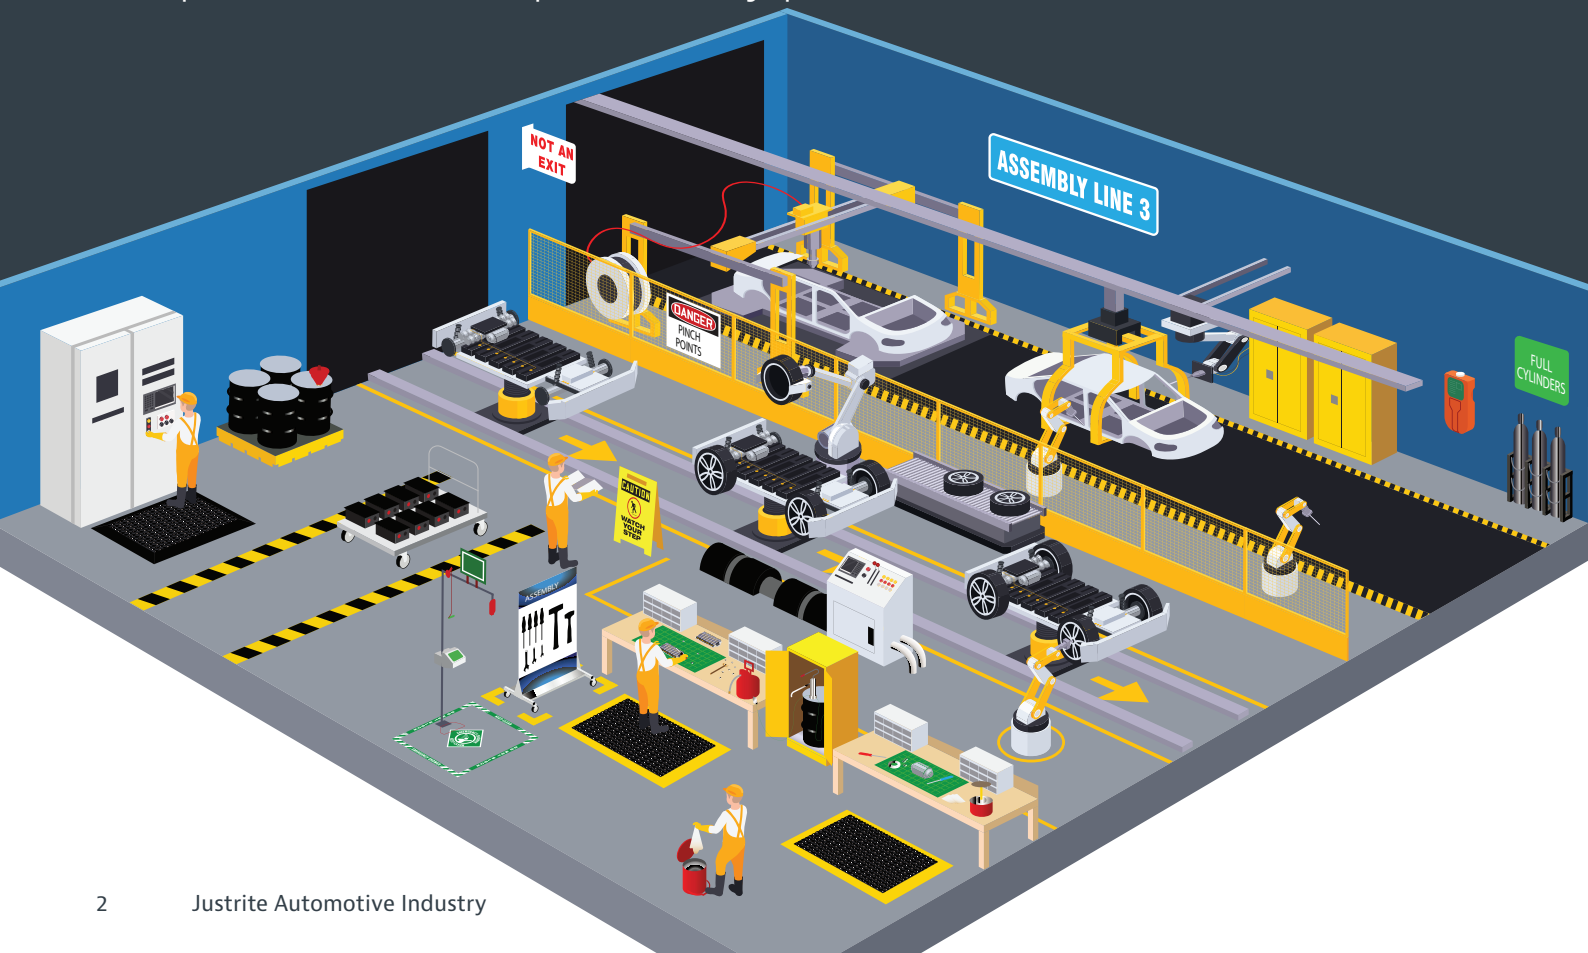 NOT AN
EXIT
ASSEMBLY LINE 3
DANGER
PINCH
POINTS
FULL
CYLINDERS
CAUTION
WATCH
YOUR
STEP
ASSEMBLY
2
Justrite Automotive Industry